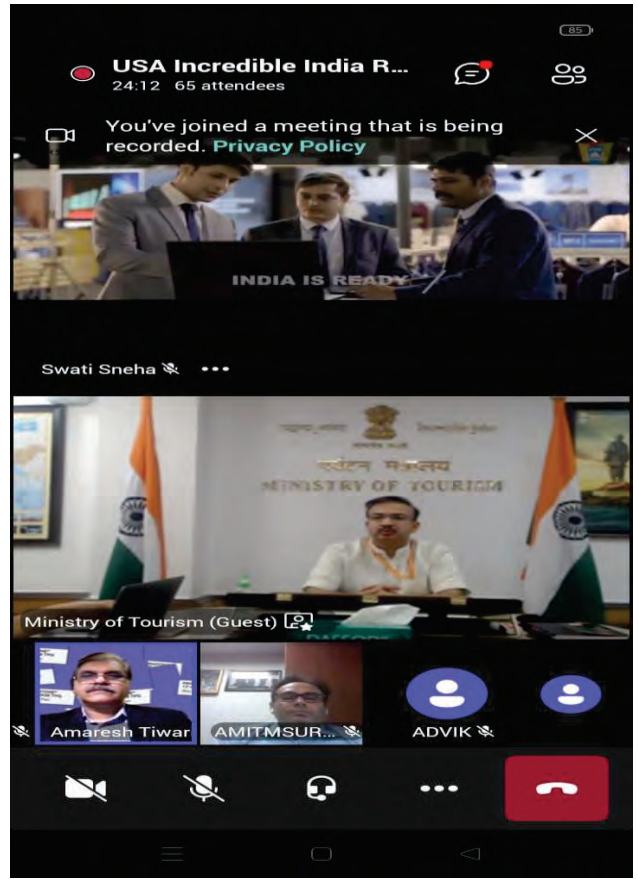 85
USA Incredible India R...
24:12 65 attendees
You've joined a meeting that is being
recorded. Privacy Policy
INDIA IS READY
Swati Sneha
पर्यटन मंत्रालय
MINISTRY OF TOURISM
Ministry of Tourism (Guest)
Amaresh Tiwar
AMITMSUR...
ADVIK